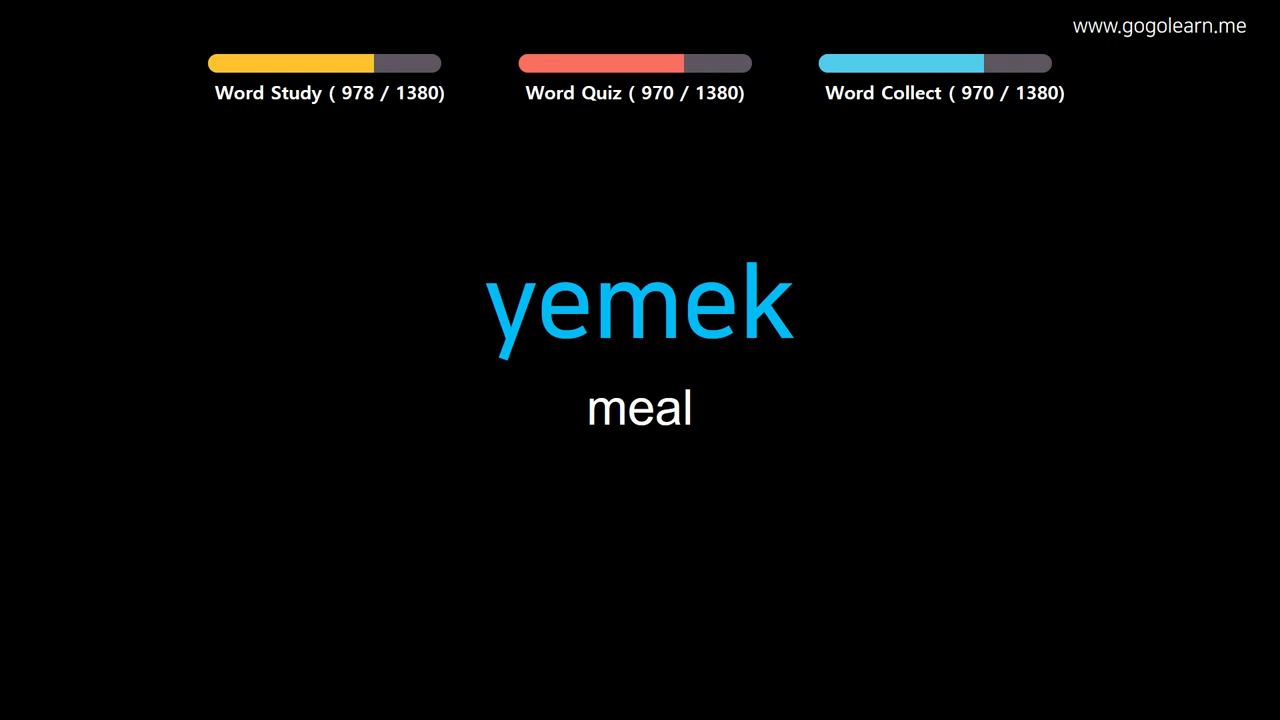 www.gogolearn.me
Word Study ( 978 / 1380)
Word Quiz ( 970 / 1380)
Word Collect ( 970 / 1380)
yemek
meal